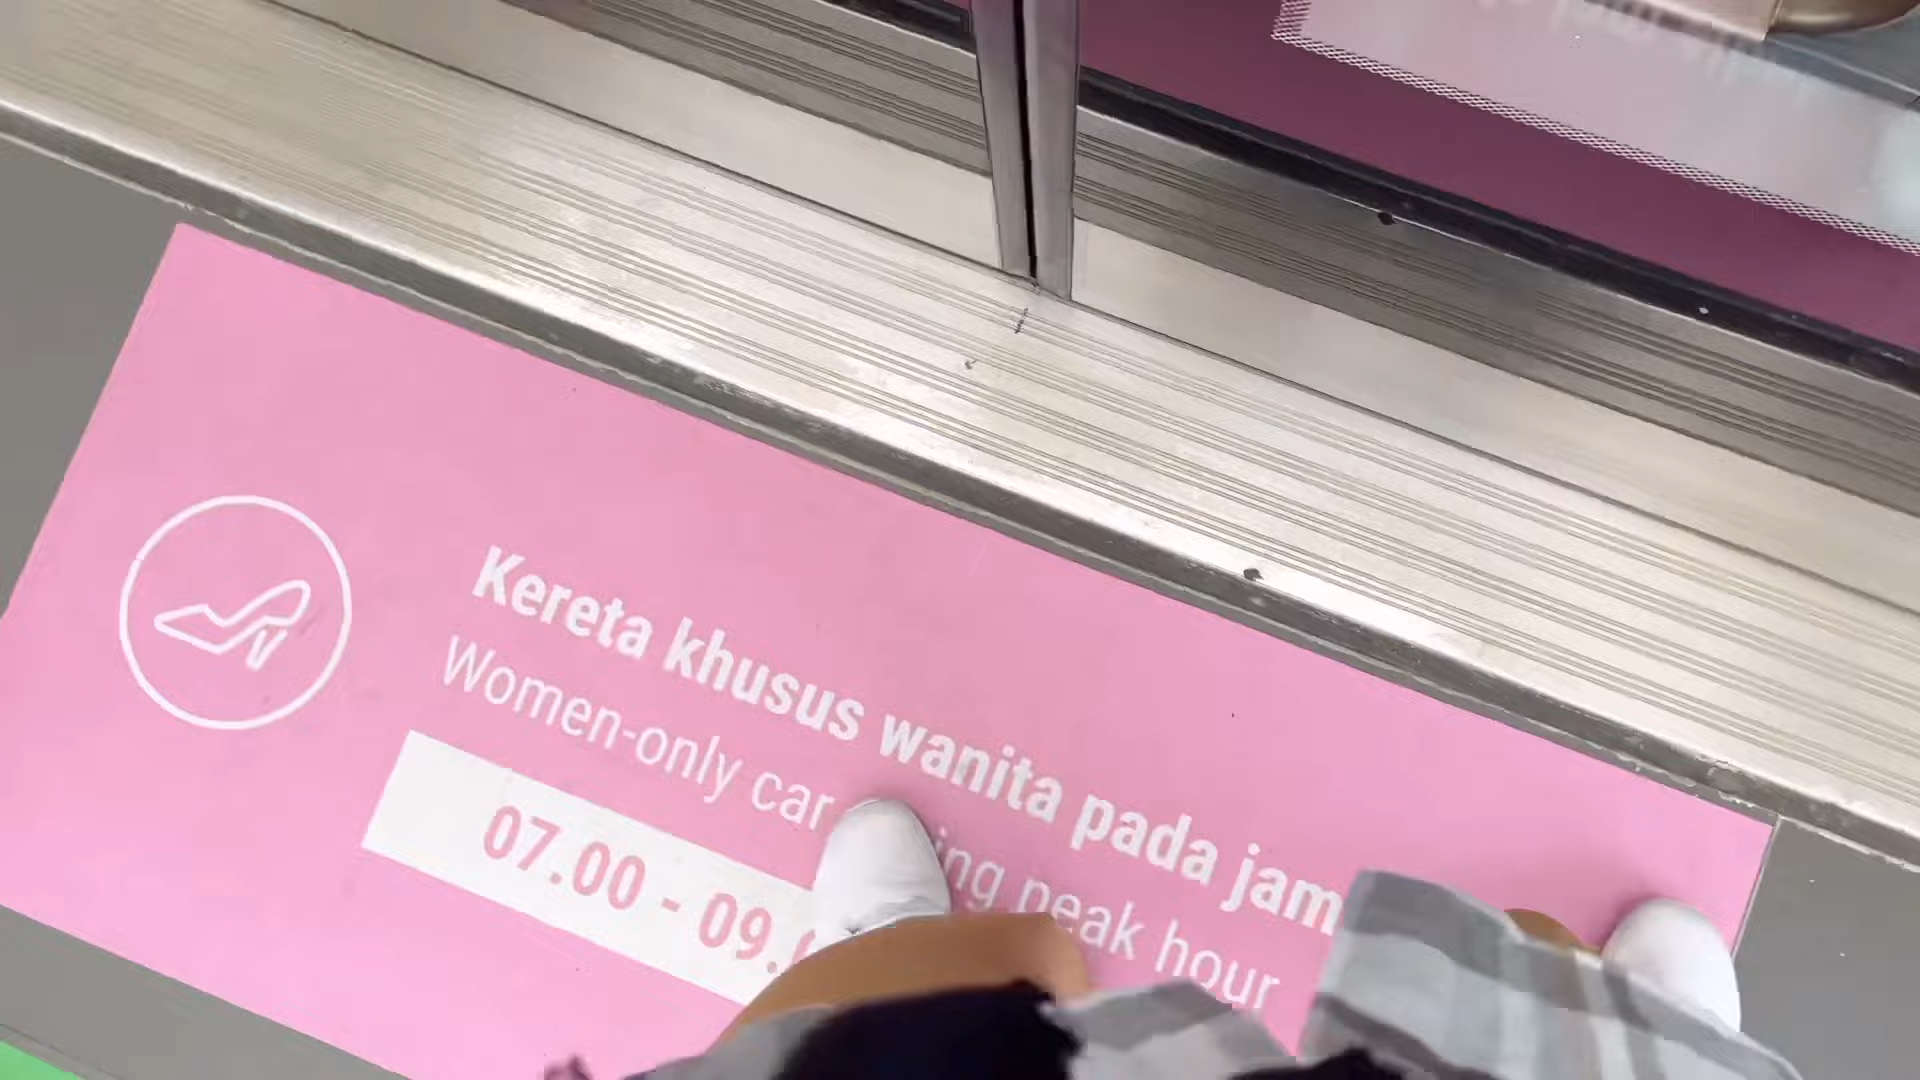 Kereta khusus wanita pada jam
Women-only car peak hour
07.00 - 09.